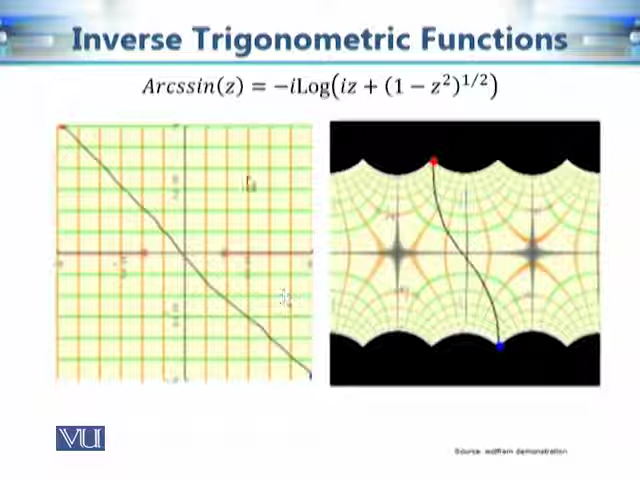 Inverse Trigonometric Functions
Arcssin(z) = −iLog(iz + (1 − z²)^{1/2})
VU
Source: wolfram demonstration